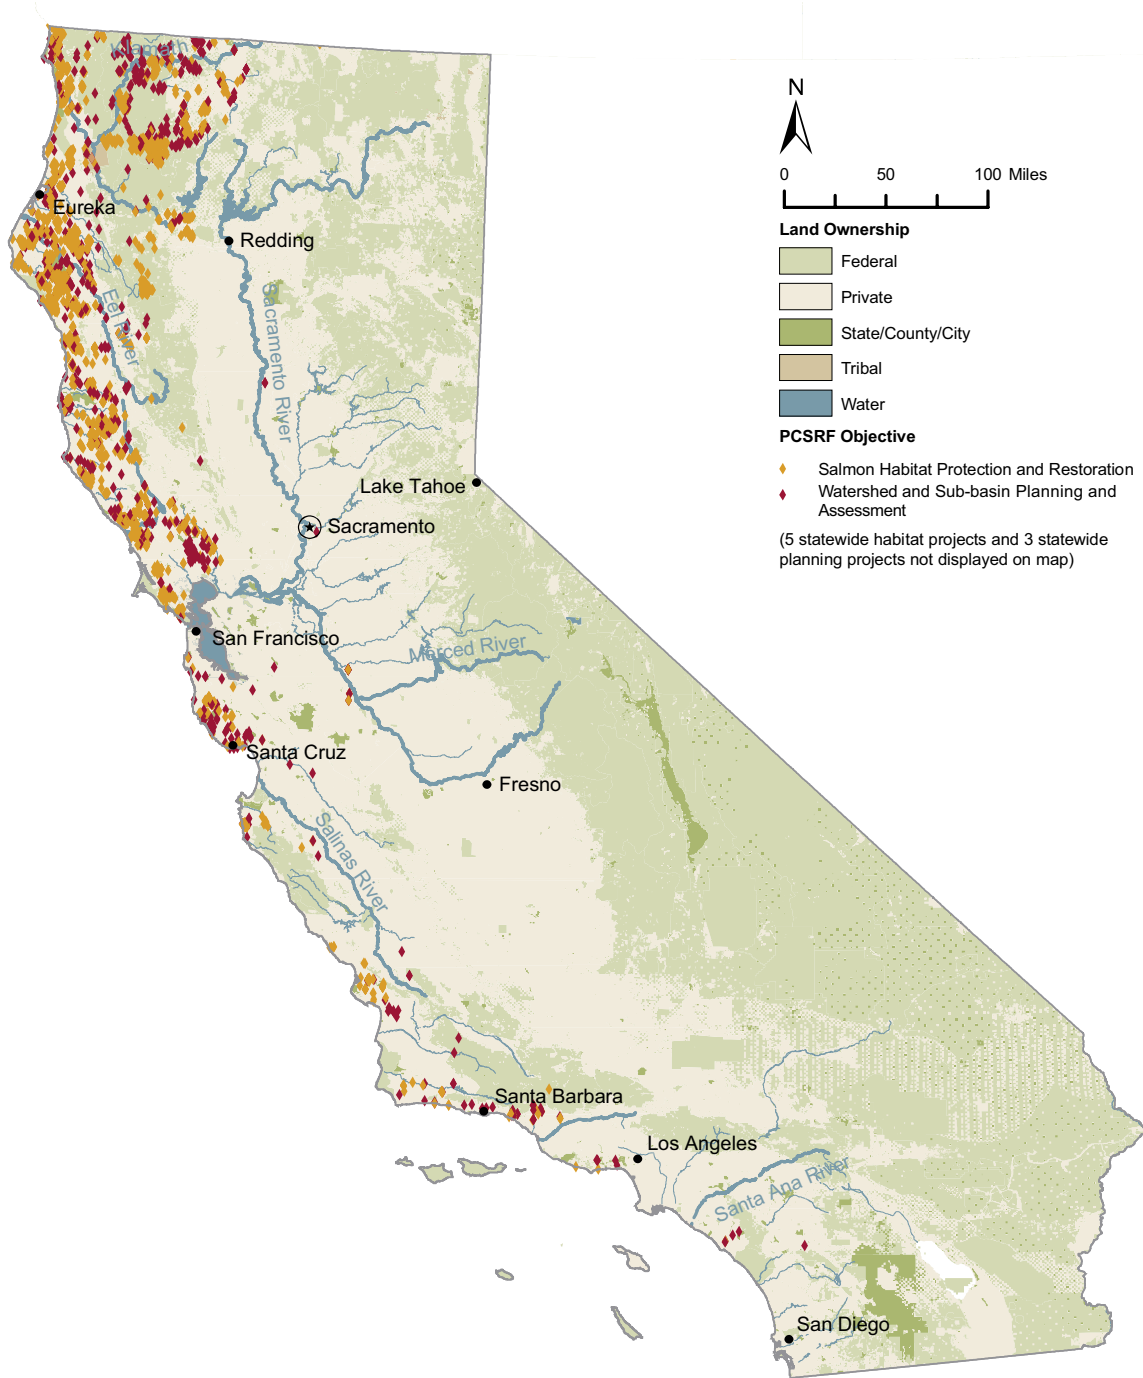 Klamath
N
0 50 100 Miles
Eureka
Land Ownership
Redding
Federal
Private
Eel River
Sacramento River
State/County/City
Tribal
Water
PCSRF Objective
Salmon Habitat Protection and Restoration
Watershed and Sub-basin Planning and
Assessment
Lake Tahoe
Sacramento
(5 statewide habitat projects and 3 statewide
planning projects not displayed on map)
San Francisco
Merced River
Santa Cruz
Fresno
Salinas River
Santa Barbara
Los Angeles
Santa Ana River
San Diego